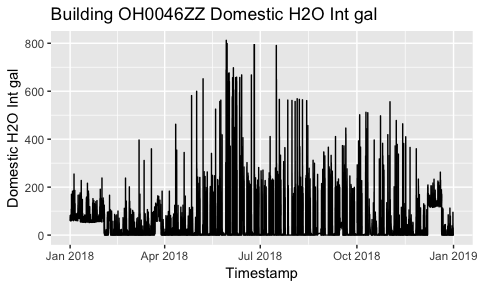 Building OH0046ZZ Domestic H2O Int gal
Domestic H2O Int gal
800
600
400
200
0
Jan 2018 Apr 2018 Jul 2018 Oct 2018 Jan 2019
Timestamp